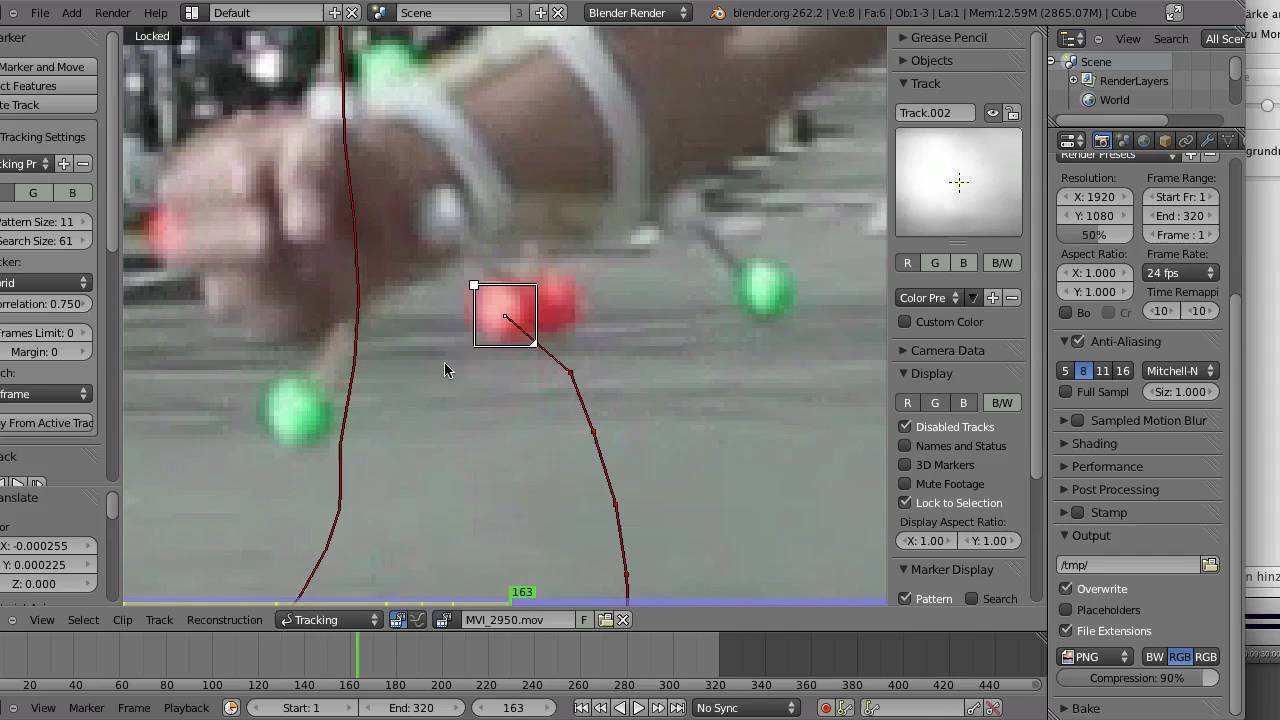 File Add Render Help Default Scene 3 Blender Render blender.org 262.2 | Ve:8 | Fa:6 | Ob:1-3 | La:1 | Mem:12.59M (2865.07M) | Cube
Locked
arker
Marker and Move
ct Features
te Track
Tracking Settings
cking Pr
G B
Pattern Size: 11
Search Size: 61
cker:
rid
orrelation: 0.750
rames Limit: 0
Margin: 0
tch:
frame
y From Active Trac
ack
anslate
or
X: -0.000255
Y: 0.000225
Z: 0.000
163
Grease Pencil
Objects
Track
Track.002
R G B B/W
Color Pre
Custom Color
Camera Data
Display
R G B B/W
Disabled Tracks
Names and Status
3D Markers
Mute Footage
Lock to Selection
Display Aspect Ratio:
X: 1.00 Y: 1.00
Marker Display
Pattern Search
View Search All Scer
Scene
RenderLayers
World
Render Presets
Resolution: Frame Range:
X: 1920 Start Fr: 1
Y: 1080 End : 320
50% Frame : 1
Aspect Ratio: Frame Rate:
X: 1.000 24 fps
Y: 1.000 Time Remappi
Bo Cr 10 10
Anti-Aliasing
5 8 11 16 Mitchell-N
Full Sampl Siz: 1.000
Sampled Motion Blur
Shading
Performance
Post Processing
Stamp
Output
/tmp/
Overwrite
Placeholders
File Extensions
PNG BW RGB RGB
Compression: 90%
Bake
ärke a
zu Mor
grundr
n hinz
View Select Clip Track Reconstruction Tracking MVI_2950.mov F
20 40 60 80 100 120 140 160 180 200 220 240 260 280 300 320 340 360 380 400 420 440
View Marker Frame Playback Start: 1 End: 320 163 No Sync